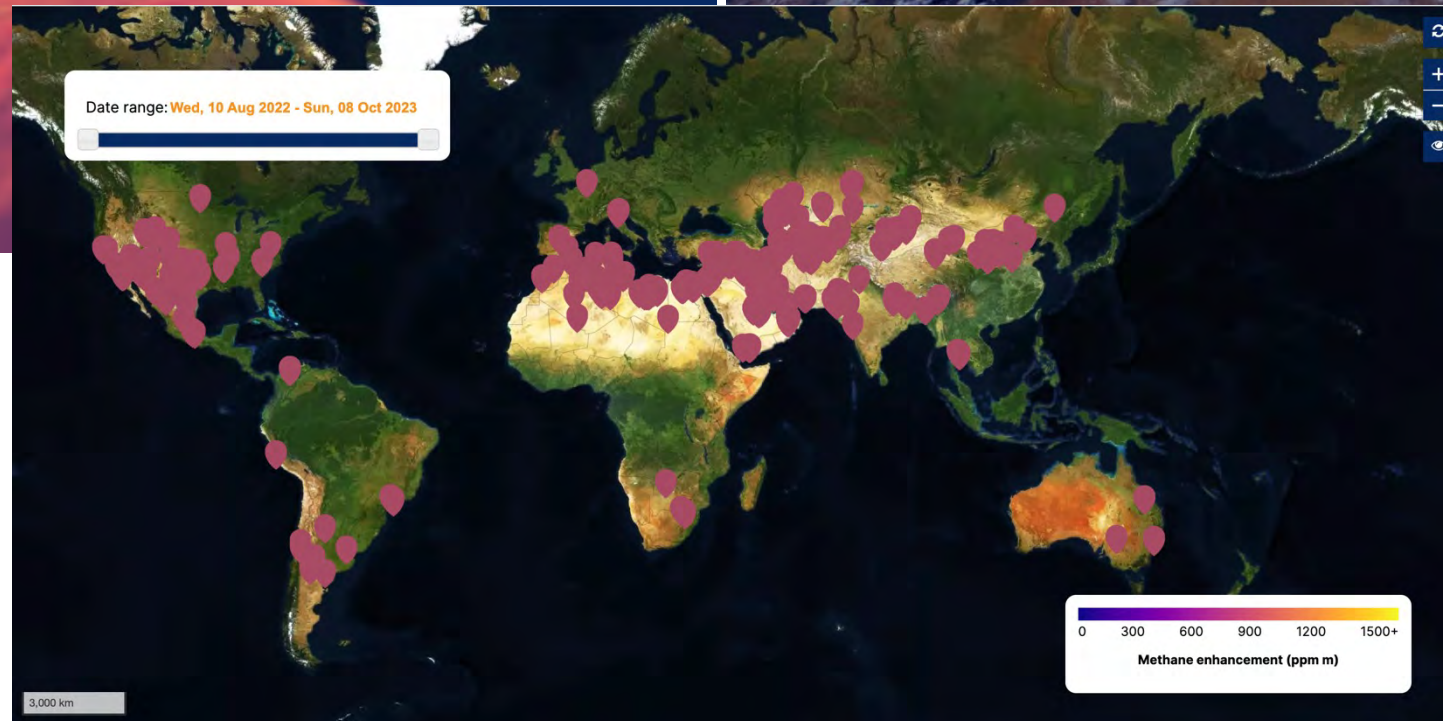 Date range: Wed, 10 Aug 2022 - Sun, 08 Oct 2023
0 300 600 900 1200 1500+
Methane enhancement (ppm m)
3,000 km